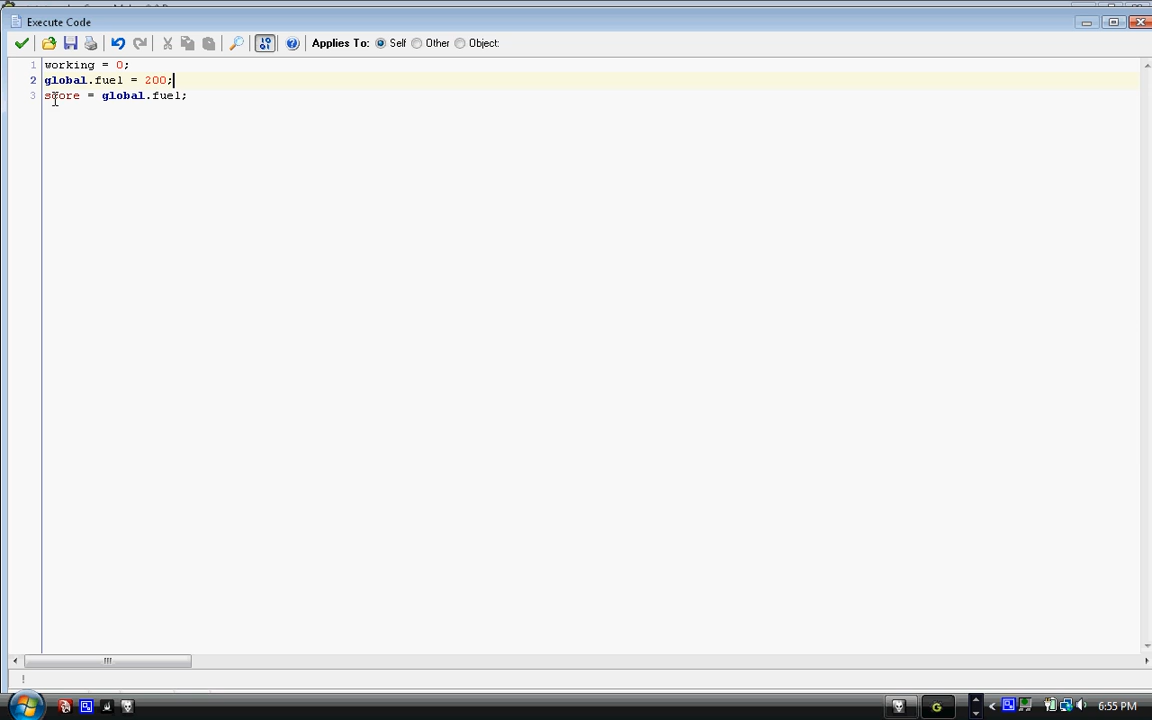 Execute Code
Applies To: Self Other Object:
1 working = 0;
2 global.fuel = 200;
3 score = global.fuel;
!
6:55 PM